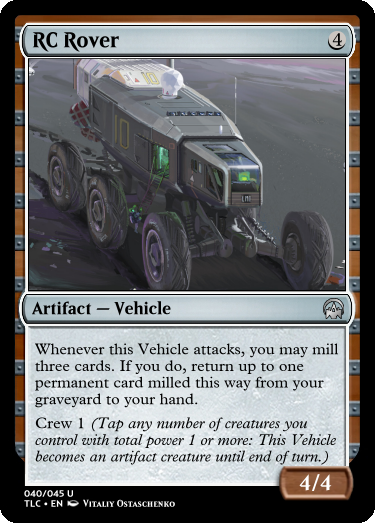 RC Rover
4
10
Artifact — Vehicle
Whenever this Vehicle attacks, you may mill
three cards. If you do, return up to one
permanent card milled this way from your
graveyard to your hand.
Crew 1 (Tap any number of creatures you
control with total power 1 or more: This Vehicle
becomes an artifact creature until end of turn.)
4/4
040/045 U
TLC • EN Vitaliy Ostaschenko